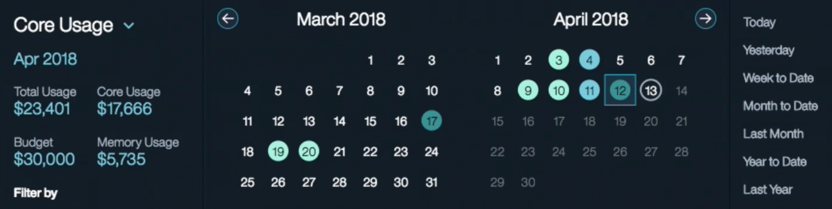 Core Usage
Apr 2018
Total Usage Core Usage
$23,401 $17,666
Budget Memory Usage
$30,000 $5,735
Filter by
March 2018
1 2 3
4 5 6 7 8 9 10
11 12 13 14 15 16 17
18 19 20 21 22 23 24
25 26 27 28 29 30 31
April 2018
1 2 3 4 5 6 7
8 9 10 11 12 13 14
15 16 17 18 19 20 21
22 23 24 25 26 27 28
29 30
Today
Yesterday
Week to Date
Month to Date
Last Month
Year to Date
Last Year